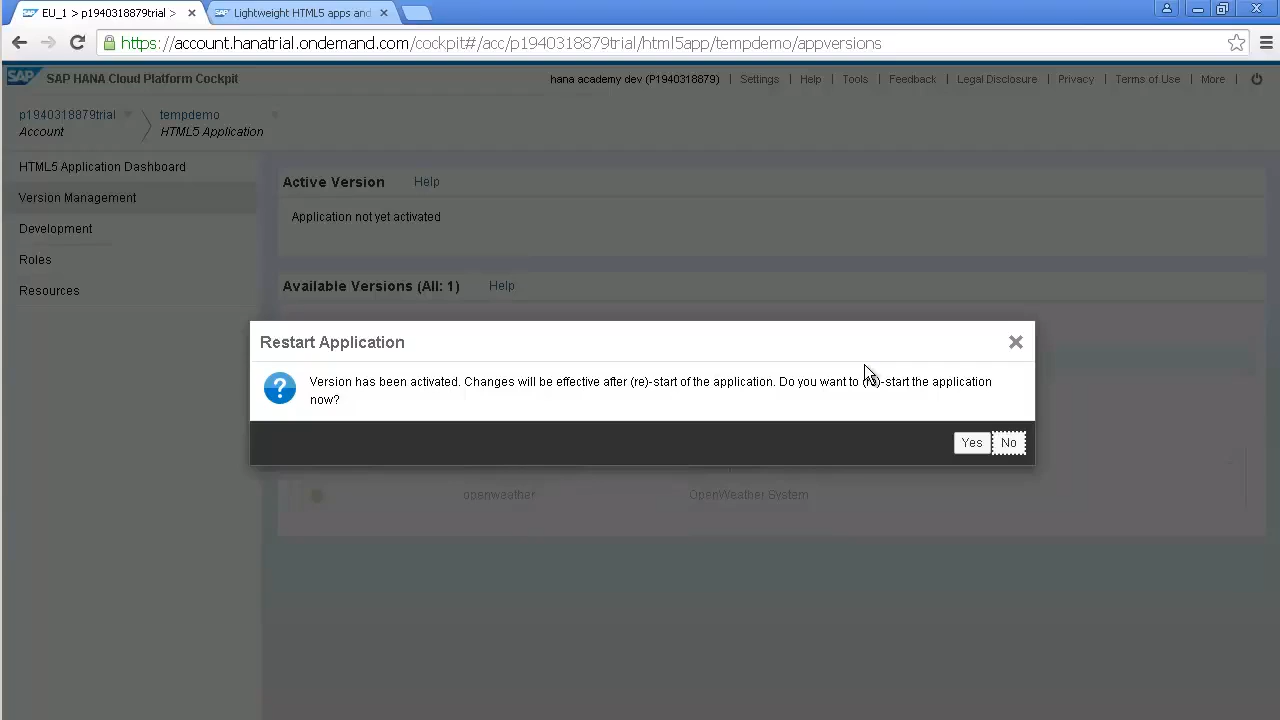 EU_1 > p1940318879trial >
Lightweight HTML5 apps and
https://account.hanatrial.ondemand.com/cockpit#/acc/p1940318879trial/html5app/tempdemo/appversions
SAP SAP HANA Cloud Platform Cockpit
hana academy dev (P1940318879) | Settings | Help | Tools | Feedback | Legal Disclosure | Privacy | Terms of Use | More |
p1940318879trial tempdemo
Account HTML5 Application
HTML5 Application Dashboard
Version Management
Development
Roles
Resources
Active Version Help
Application not yet activated
Available Versions (All: 1) Help
Restart Application
Version has been activated. Changes will be effective after (re)-start of the application. Do you want to (re)-start the application
now?
Yes No
openweather OpenWeather System